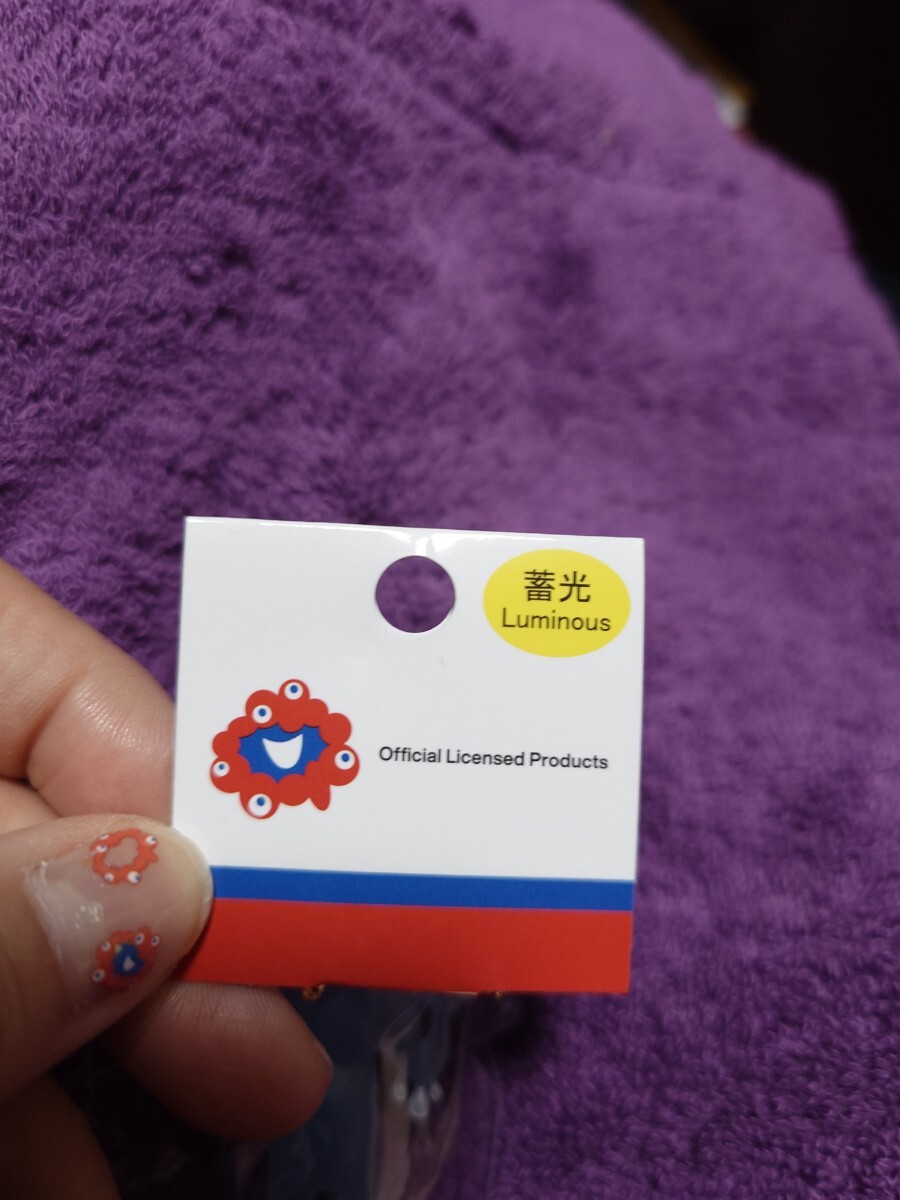 蓄光
Luminous
Official Licensed Products